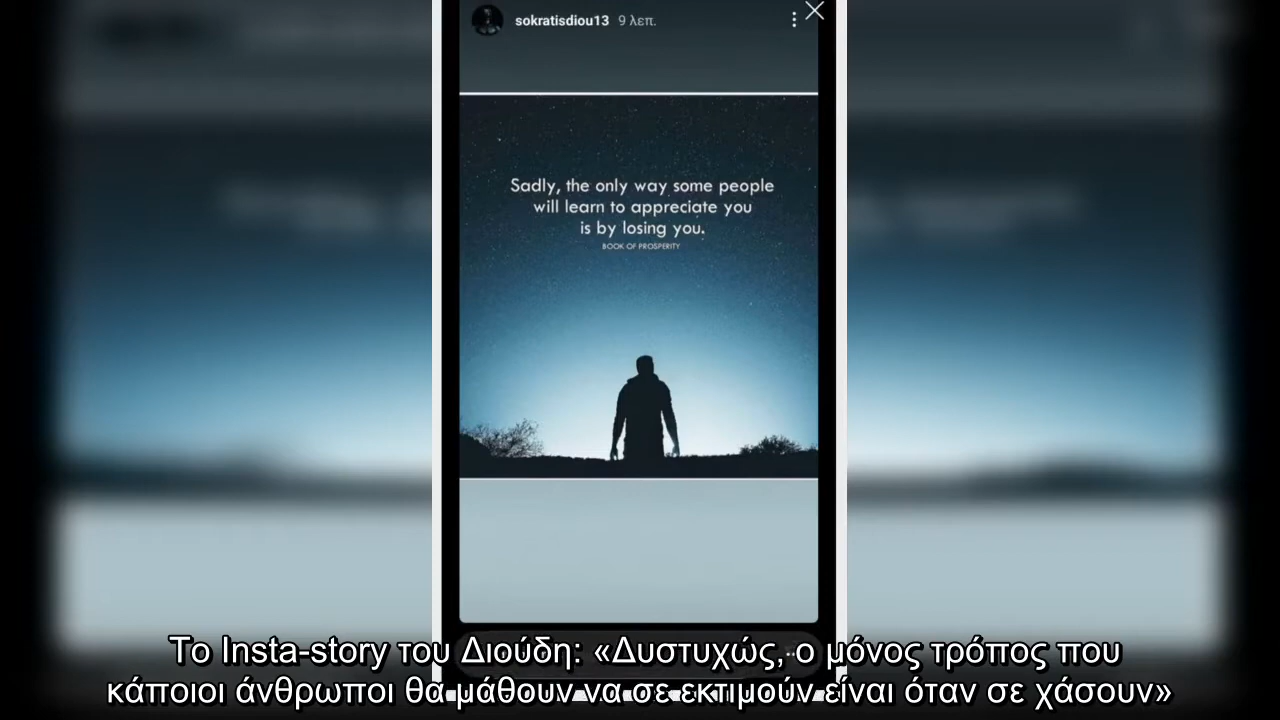 sokratisdiou13 9 λεπ.
Sadly, the only way some people
will learn to appreciate you
is by losing you.
BOOK OF PROSPERITY
Το Insta-story του Διούδη: «Δυστυχώς, ο μόνος τρόπος που
κάποιοι άνθρωποι θα μάθουν να σε εκτιμούν είναι όταν σε χάσουν»